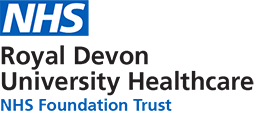 NHS
Royal Devon
University Healthcare
NHS Foundation Trust